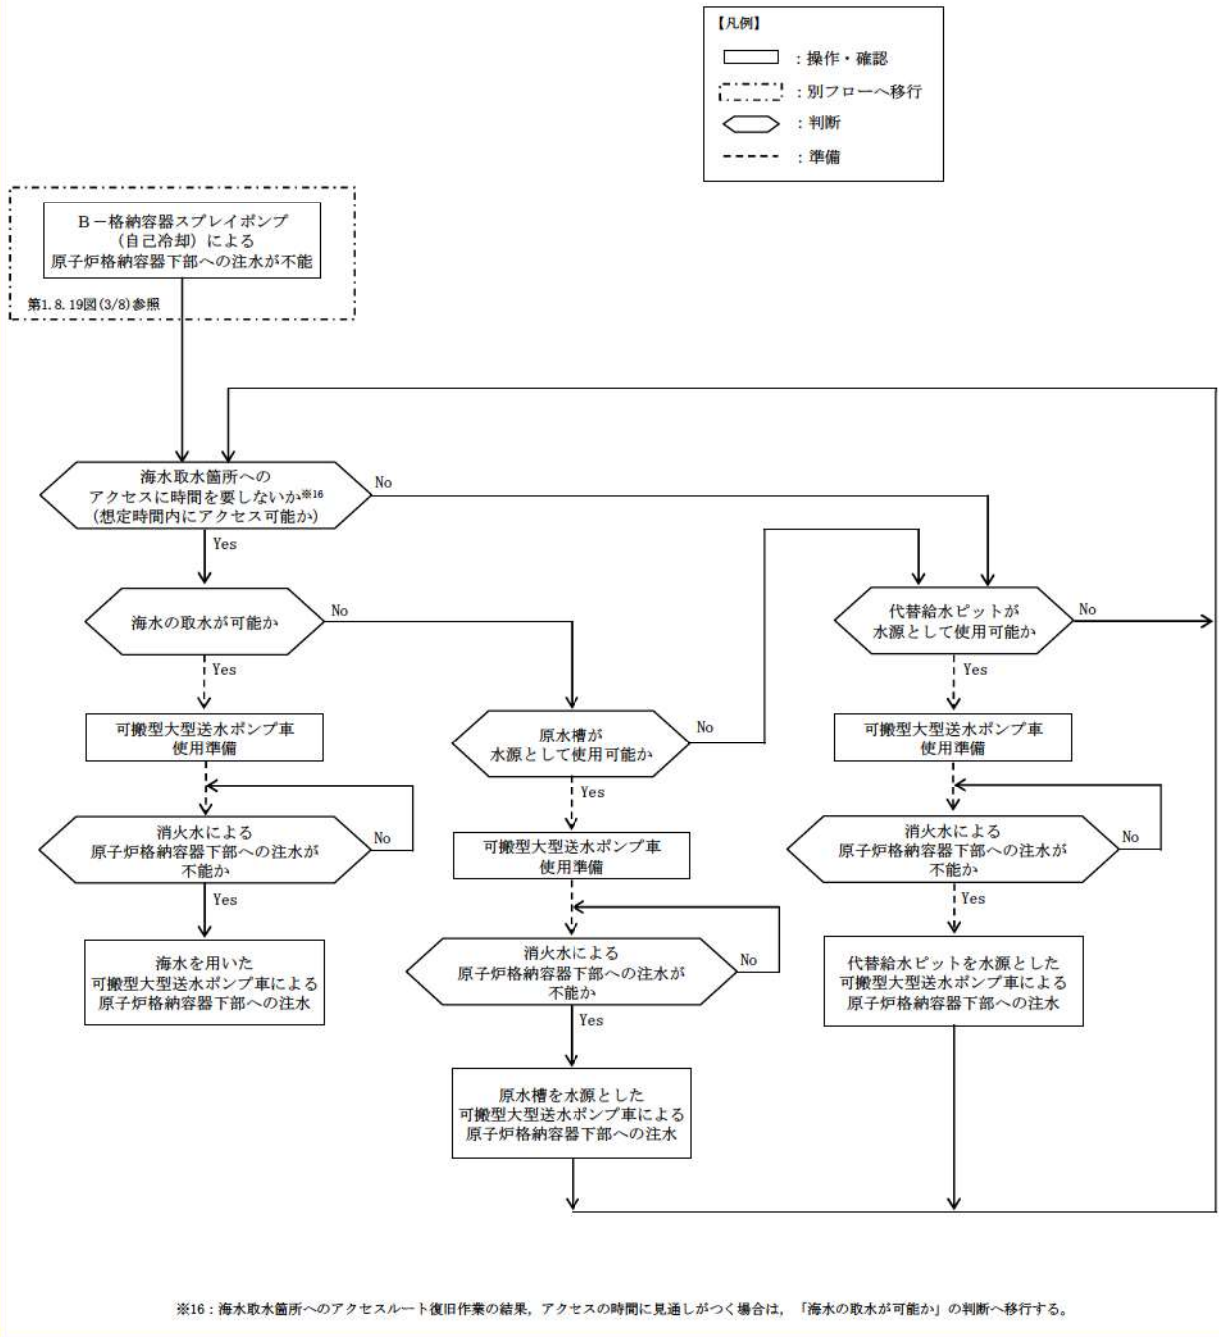 【凡例】
：操作・確認
：別フローへ移行
：判断
：準備
Ｂ－格納容器スプレイポンプ
（自己冷却）による
原子炉格納容器下部への注水が不能
第1.8.19図(3/8)参照
海水取水箇所への
アクセスに時間を要しないか※16
（想定時間内にアクセス可能か）
No
Yes
海水の取水が可能か
No
Yes
可搬型大型送水ポンプ車
使用準備
消火水による
原子炉格納容器下部への注水が
不能か
No
Yes
海水を用いた
可搬型大型送水ポンプ車による
原子炉格納容器下部への注水
原水槽が
水源として使用可能か
No
Yes
可搬型大型送水ポンプ車
使用準備
消火水による
原子炉格納容器下部への注水が
不能か
No
Yes
原水槽を水源とした
可搬型大型送水ポンプ車による
原子炉格納容器下部への注水
代替給水ピットが
水源として使用可能か
No
Yes
可搬型大型送水ポンプ車
使用準備
消火水による
原子炉格納容器下部への注水が
不能か
No
Yes
代替給水ピットを水源とした
可搬型大型送水ポンプ車による
原子炉格納容器下部への注水
※16：海水取水箇所へのアクセスルート復旧作業の結果，アクセスの時間に見通しがつく場合は，「海水の取水が可能か」の判断へ移行する。